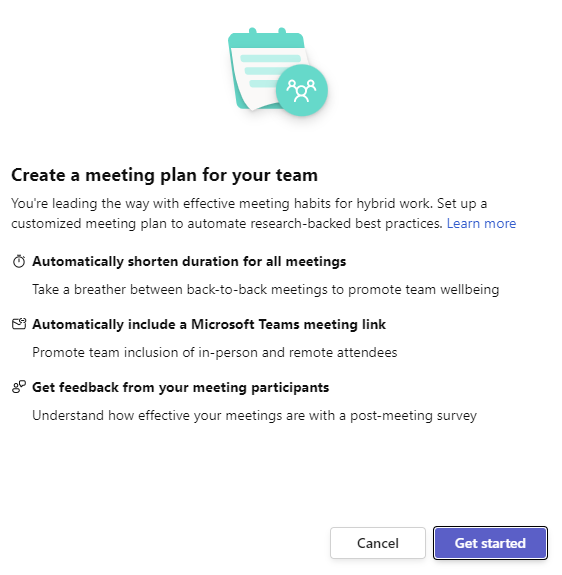 Create a meeting plan for your team
You're leading the way with effective meeting habits for hybrid work. Set up a
customized meeting plan to automate research-backed best practices. Learn more
Automatically shorten duration for all meetings
Take a breather between back-to-back meetings to promote team wellbeing
Automatically include a Microsoft Teams meeting link
Promote team inclusion of in-person and remote attendees
Get feedback from your meeting participants
Understand how effective your meetings are with a post-meeting survey
Cancel
Get started